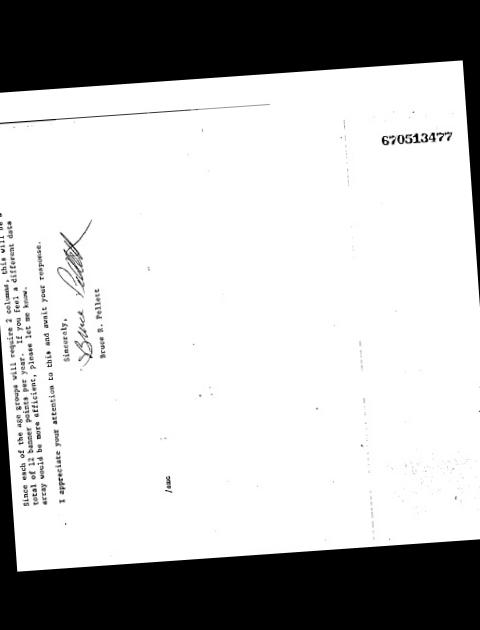 Since each of the age groups will require 2 columns, this will be a
total of 12 banner points per year. If you feel a different data
array would be more efficient, please let me know.
I appreciate your attention to this and await your response.
Sincerely,
Bruce Pellett
Bruce R. Pellett
/smc
670513477